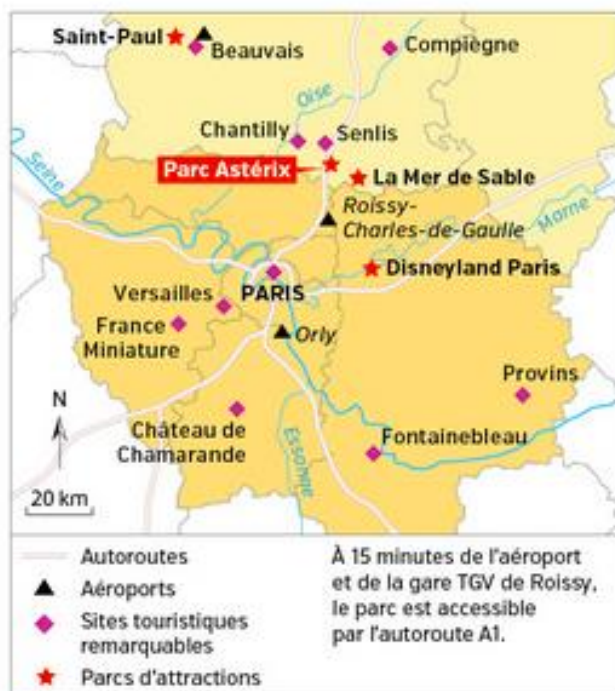 Saint-Paul
Beauvais
Compiègne
Oise
Chantilly
Senlis
Parc Astérix
La Mer de Sable
Seine
Roissy-
Charles-de-Gaulle
Marne
Disneyland Paris
PARIS
Versailles
France
Miniature
Orly
Provins
N
Château de
Chamarande
Essonne
Fontainebleau
20 km
Autoroutes
Aéroports
Sites touristiques
remarquables
Parcs d'attractions
À 15 minutes de l'aéroport
et de la gare TGV de Roissy,
le parc est accessible
par l'autoroute A1.